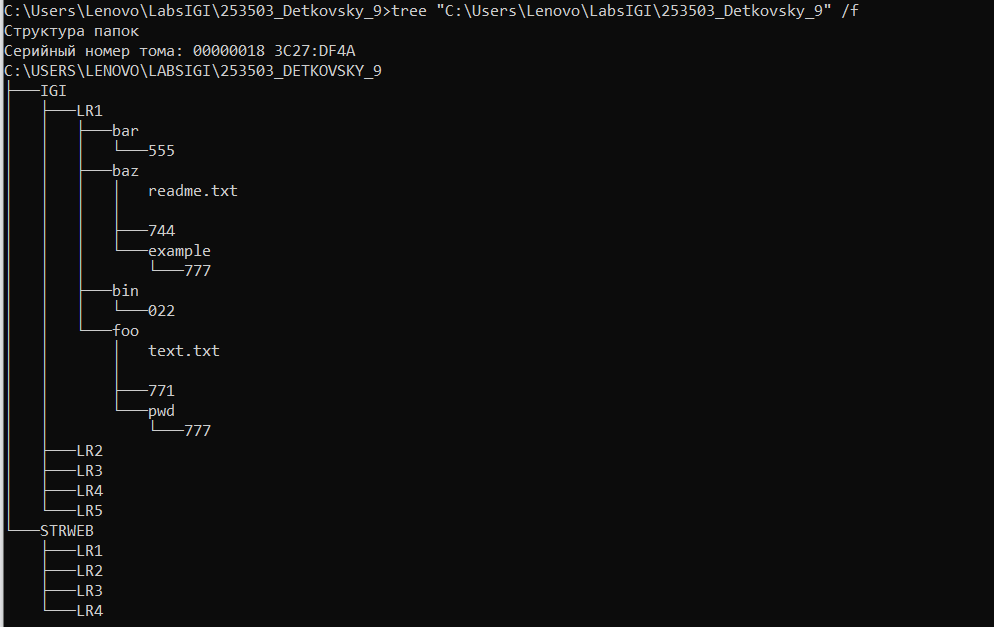 C:\Users\Lenovo\LabsIGI\253503_Detkovsky_9>tree "C:\Users\Lenovo\LabsIGI\253503_Detkovsky_9" /f
Структура папок
Серийный номер тома: 00000018 3C27:DF4A
C:\USERS\LENOVO\LABSIGI\253503_DETKOVSKY_9
├───IGI
│   ├───LR1
│   │   ├───bar
│   │   │   └───555
│   │   ├───baz
│   │   │   │   readme.txt
│   │   │   │
│   │   │   ├───744
│   │   │   └───example
│   │   │       └───777
│   │   ├───bin
│   │   │   └───022
│   │   └───foo
│   │       │   text.txt
│   │       │
│   │       ├───771
│   │       └───pwd
│   │           └───777
│   ├───LR2
│   ├───LR3
│   ├───LR4
│   └───LR5
└───STRWEB
    ├───LR1
    ├───LR2
    ├───LR3
    └───LR4